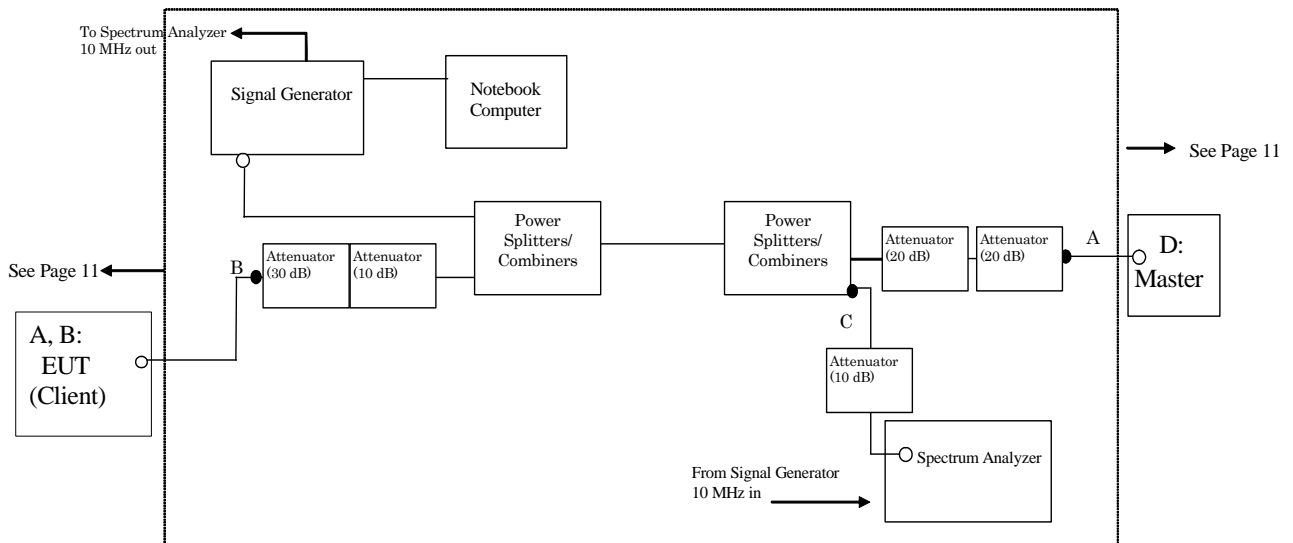 To Spectrum Analyzer
10 MHz out
Signal Generator
Notebook
Computer
See Page 11
Power
Splitters/
Combiners
Power
Splitters/
Combiners
Attenuator
(20 dB)
Attenuator
(20 dB)
A
D:
Master
See Page 11
B
Attenuator
(30 dB)
Attenuator
(10 dB)
A, B:
EUT
(Client)
C
Attenuator
(10 dB)
Spectrum Analyzer
From Signal Generator
10 MHz in